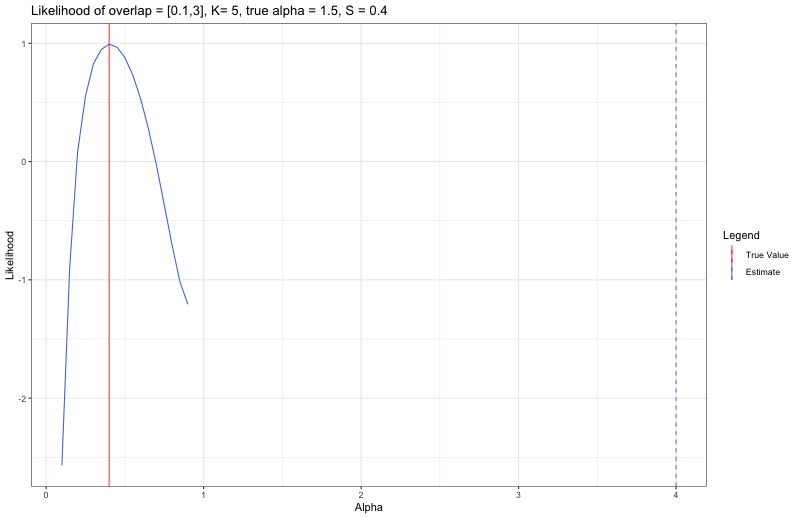 Likelihood of overlap = [0.1,3], K= 5, true alpha = 1.5, S = 0.4
1
0
-1
-2
Likelihood
0
1
2
3
4
Alpha
Legend
True Value
Estimate